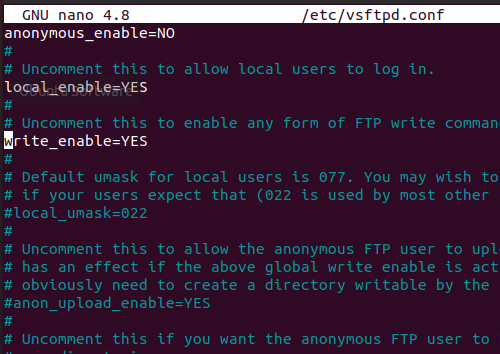 GNU nano 4.8 /etc/vsftpd.conf
anonymous_enable=NO
#
# Uncomment this to allow local users to log in.
local_enable=YES
Ubuntu Software
#
# Uncomment this to enable any form of FTP write comman
write_enable=YES
#
# Default umask for local users is 077. You may wish to
# if your users expect that (022 is used by most other
#local_umask=022
#
# Uncomment this to allow the anonymous FTP user to uplo
# has an effect if the above global write enable is act
# obviously need to create a directory writable by the
#anon_upload_enable=YES
#
# Uncomment this if you want the anonymous FTP user to